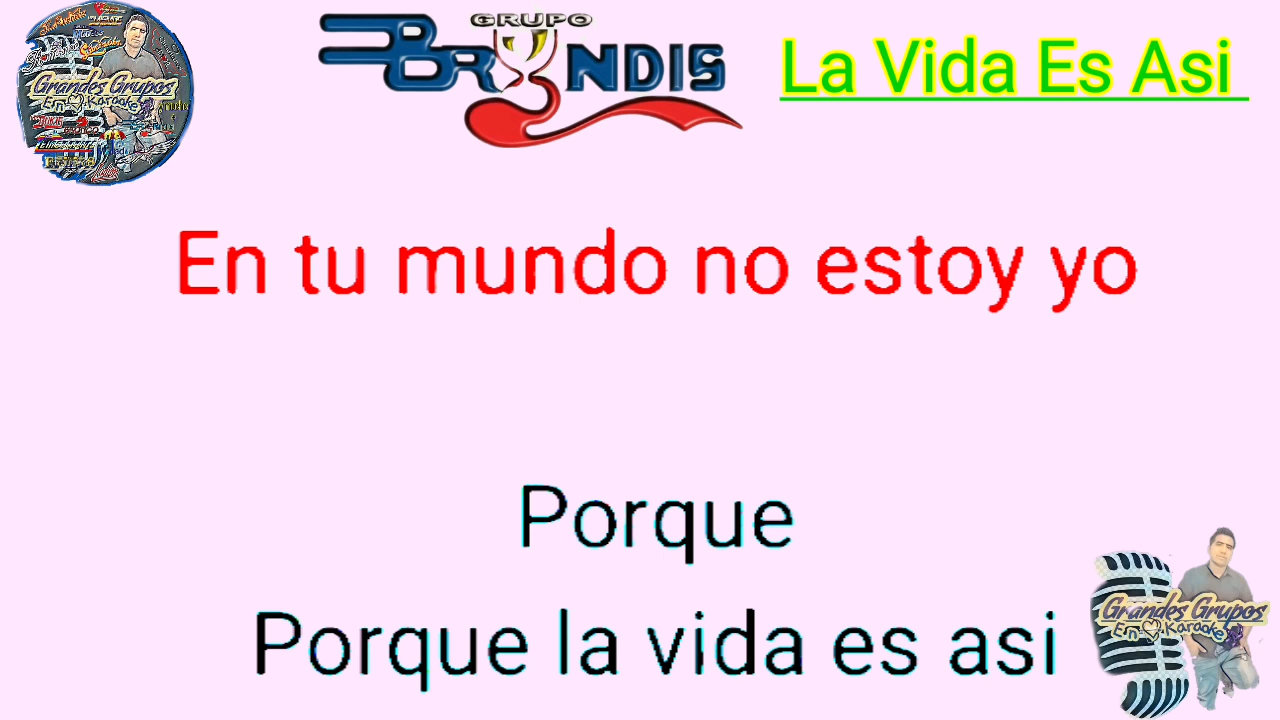 GRUPO
BRYNDIS
La Vida Es Asi
Grandes Grupos
En Karaoke
En tu mundo no estoy yo
Porque
Porque la vida es asi
Grandes Grupos
En Karaoke